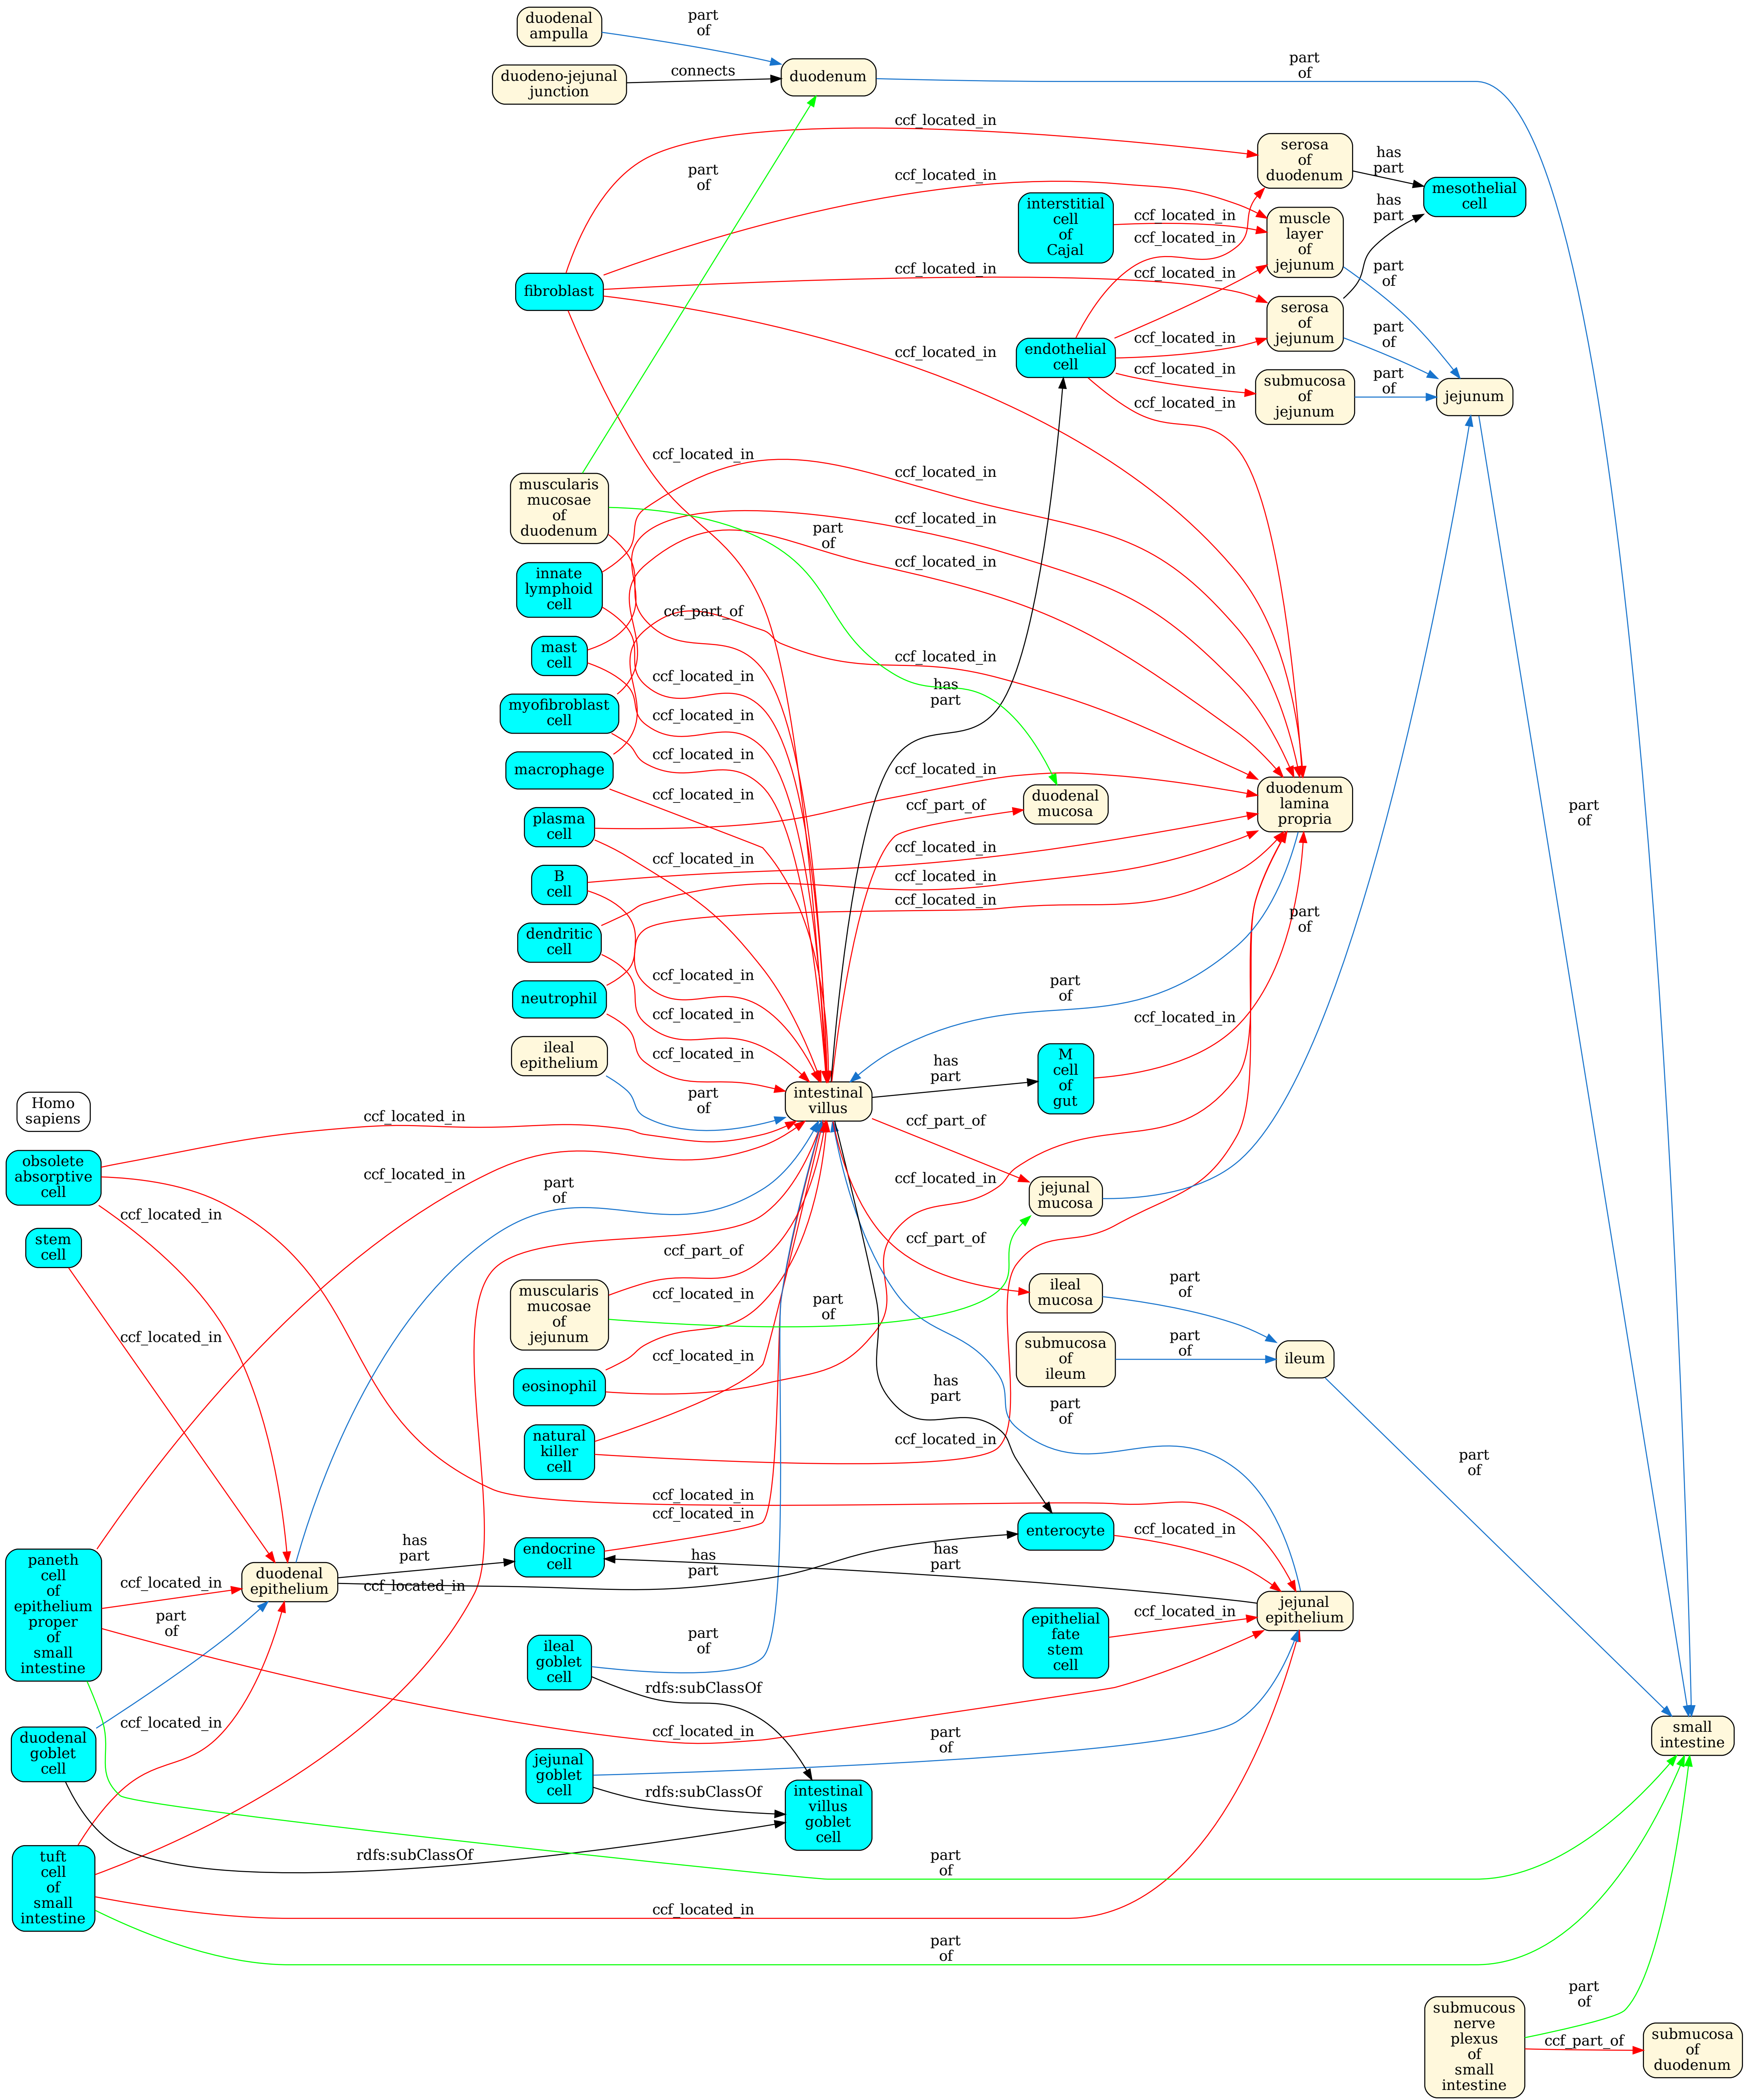 duodenal
ampulla
part
of
duodeno-jejunal
junction
connects
duodenum
part
of
ccf_located_in
serosa
of
duodenum
has
part
mesothelial
cell
part
of
ccf_located_in
interstitial
cell
of
Cajal
ccf_located_in
muscle
layer
of
jejunum
has
part
ccf_located_in
part
of
fibroblast
ccf_located_in
ccf_located_in
serosa
of
jejunum
part
of
endothelial
cell
ccf_located_in
ccf_located_in
ccf_located_in
submucosa
of
jejunum
part
of
jejunum
ccf_located_in
ccf_located_in
ccf_located_in
muscularis
mucosae
of
duodenum
ccf_located_in
part
of
ccf_located_in
innate
lymphoid
cell
ccf_part_of
mast
cell
ccf_located_in
ccf_located_in
has
part
myofibroblast
cell
ccf_located_in
ccf_located_in
macrophage
ccf_located_in
ccf_located_in
duodenal
mucosa
ccf_part_of
duodenum
lamina
propria
part
of
plasma
cell
ccf_located_in
ccf_located_in
B
cell
ccf_located_in
ccf_located_in
dendritic
cell
part
of
ccf_located_in
part
of
neutrophil
ccf_located_in
ccf_located_in
ccf_located_in
ileal
epithelium
part
of
intestinal
villus
has
part
M
cell
of
gut
Homo
sapiens
ccf_located_in
ccf_part_of
obsolete
absorptive
cell
ccf_located_in
part
of
ccf_located_in
jejunal
mucosa
ccf_located_in
stem
cell
ccf_part_of
ccf_part_of
muscularis
mucosae
of
jejunum
ccf_located_in
part
of
ileal
mucosa
part
of
ccf_located_in
submucosa
of
ileum
part
of
ileum
ccf_located_in
eosinophil
has
part
part
of
natural
killer
cell
ccf_located_in
part
of
ccf_located_in
ccf_located_in
enterocyte
ccf_located_in
paneth
cell
of
epithelium
proper
of
small
intestine
ccf_located_in
part
of
duodenal
epithelium
has
part
endocrine
cell
has
part
has
part
ccf_located_in
epithelial
fate
stem
cell
ccf_located_in
jejunal
epithelium
ileal
goblet
cell
part
of
rdfs:subClassOf
duodenal
goblet
cell
ccf_located_in
ccf_located_in
part
of
small
intestine
jejunal
goblet
cell
rdfs:subClassOf
intestinal
villus
goblet
cell
tuft
cell
of
small
intestine
rdfs:subClassOf
part
of
ccf_located_in
part
of
part
of
submucous
nerve
plexus
of
small
intestine
ccf_part_of
submucosa
of
duodenum